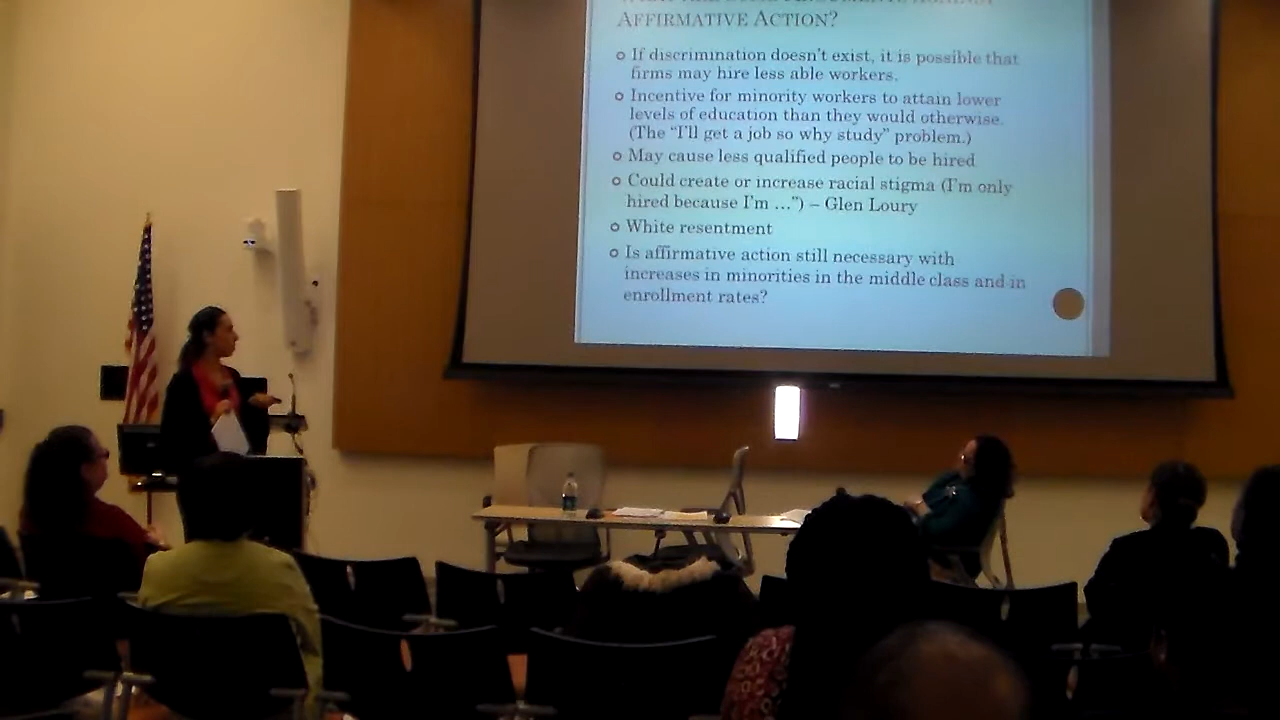 AFFIRMATIVE ACTION?
If discrimination doesn't exist, it is possible that
firms may hire less able workers.
Incentive for minority workers to attain lower
levels of education than they would otherwise.
(The "I'll get a job so why study" problem.)
May cause less qualified people to be hired
Could create or increase racial stigma (I'm only
hired because I'm ...") – Glen Loury
White resentment
Is affirmative action still necessary with
increases in minorities in the middle class and in
enrollment rates?